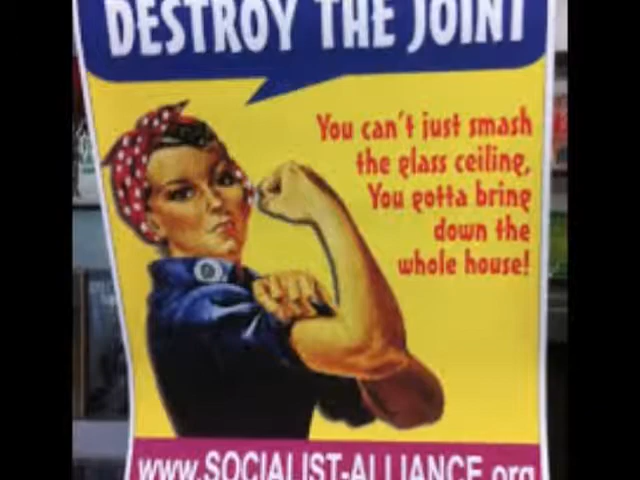 DESTROY THE JOINT
You can't just smash
the glass ceiling,
You gotta bring
down the
whole house!
www.SOCIALIST-ALLIANCE.org